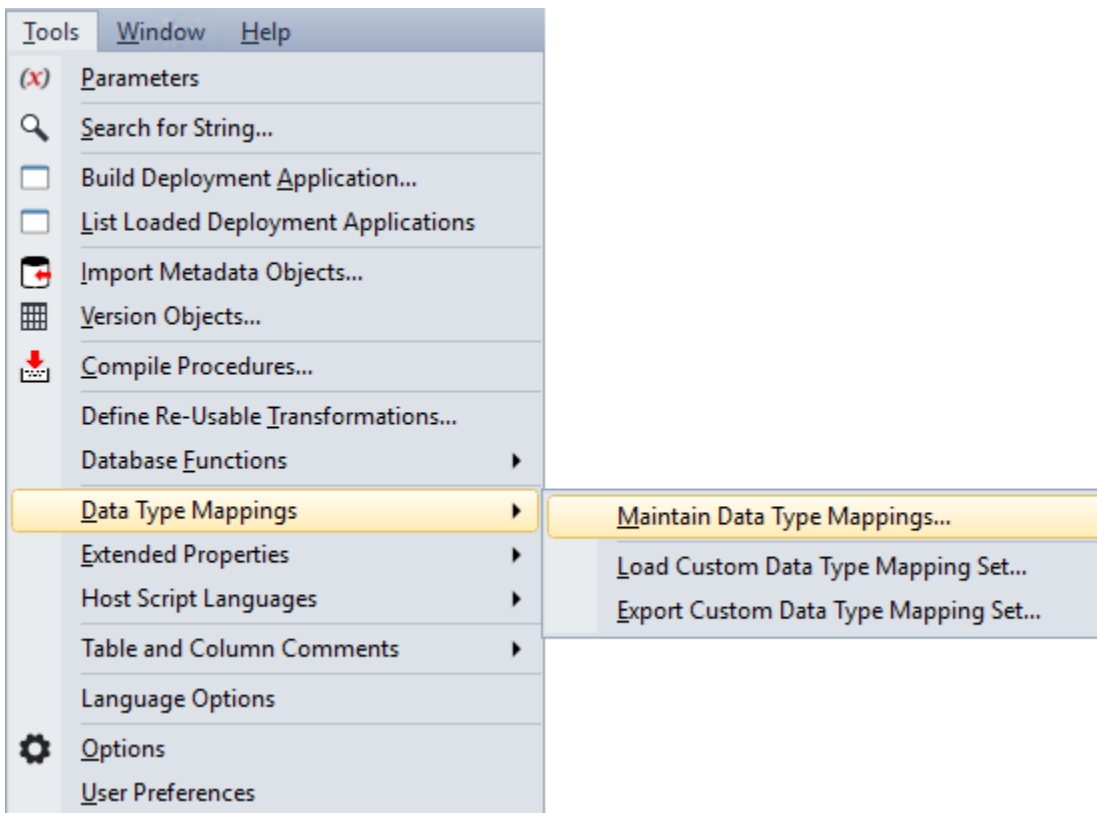 Tools Window Help
(x) Parameters
Search for String...
Build Deployment Application...
List Loaded Deployment Applications
Import Metadata Objects...
Version Objects...
Compile Procedures...
Define Re-Usable Transformations...
Database Functions
Data Type Mappings
Maintain Data Type Mappings...
Extended Properties
Load Custom Data Type Mapping Set...
Host Script Languages
Export Custom Data Type Mapping Set...
Table and Column Comments
Language Options
Options
User Preferences